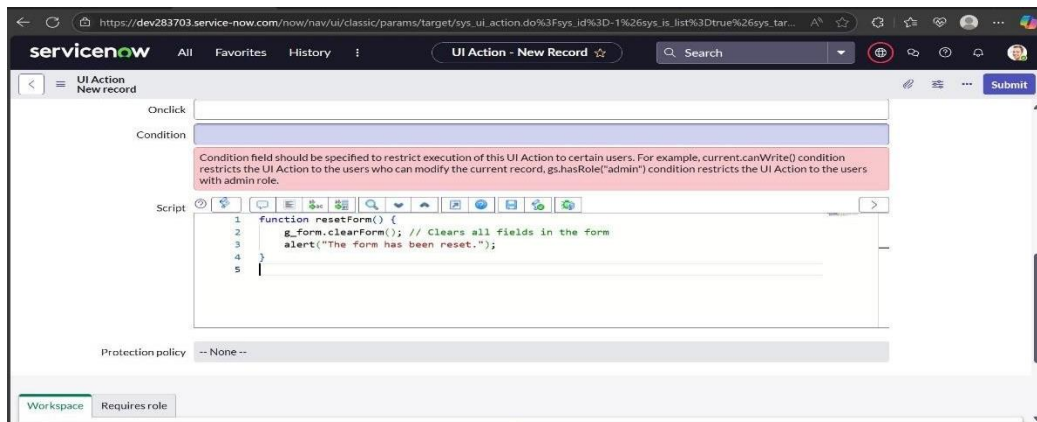 https://dev283703.service-now.com/now/nav/ui/classic/params/target/sys_ui_action.do%3Fsys_id%3D-1%26sys_is_list%3Dtrue%26sys_tar...
servicenow All Favorites History UI Action - New Record Search
UI Action
New record
Submit
Onclick
Condition
Condition field should be specified to restrict execution of this UI Action to certain users. For example, current.canWrite() condition
restricts the UI Action to the users who can modify the current record, gs.hasRole("admin") condition restricts the UI Action to the users
with admin role.
Script
1 function resetForm() {
2 g_form.clearForm(); // Clears all fields in the form
3 alert("The form has been reset.");
4 }
5
Protection policy -- None --
Workspace Requires role